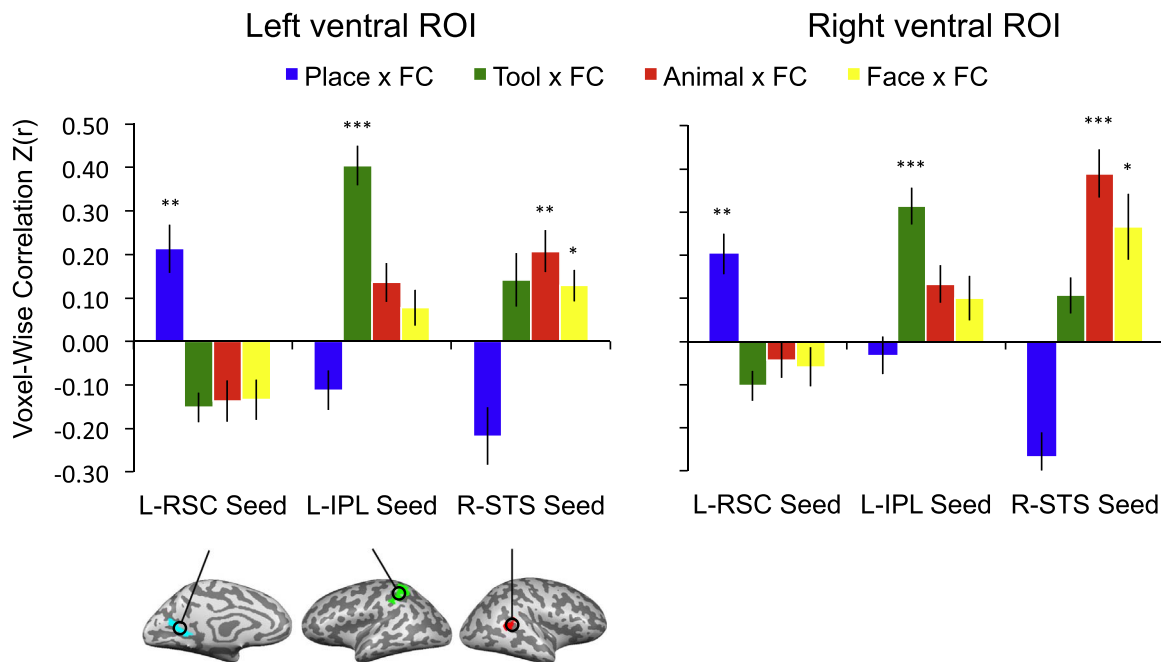 Left ventral ROI
Right ventral ROI
Place x FC
Tool x FC
Animal x FC
Face x FC
Voxel-Wise Correlation Z(r)
0.50
0.40
0.30
0.20
0.10
0.00
-0.10
-0.20
-0.30
**
***
**
*
**
***
***
*
L-RSC Seed
L-IPL Seed
R-STS Seed
L-RSC Seed
L-IPL Seed
R-STS Seed